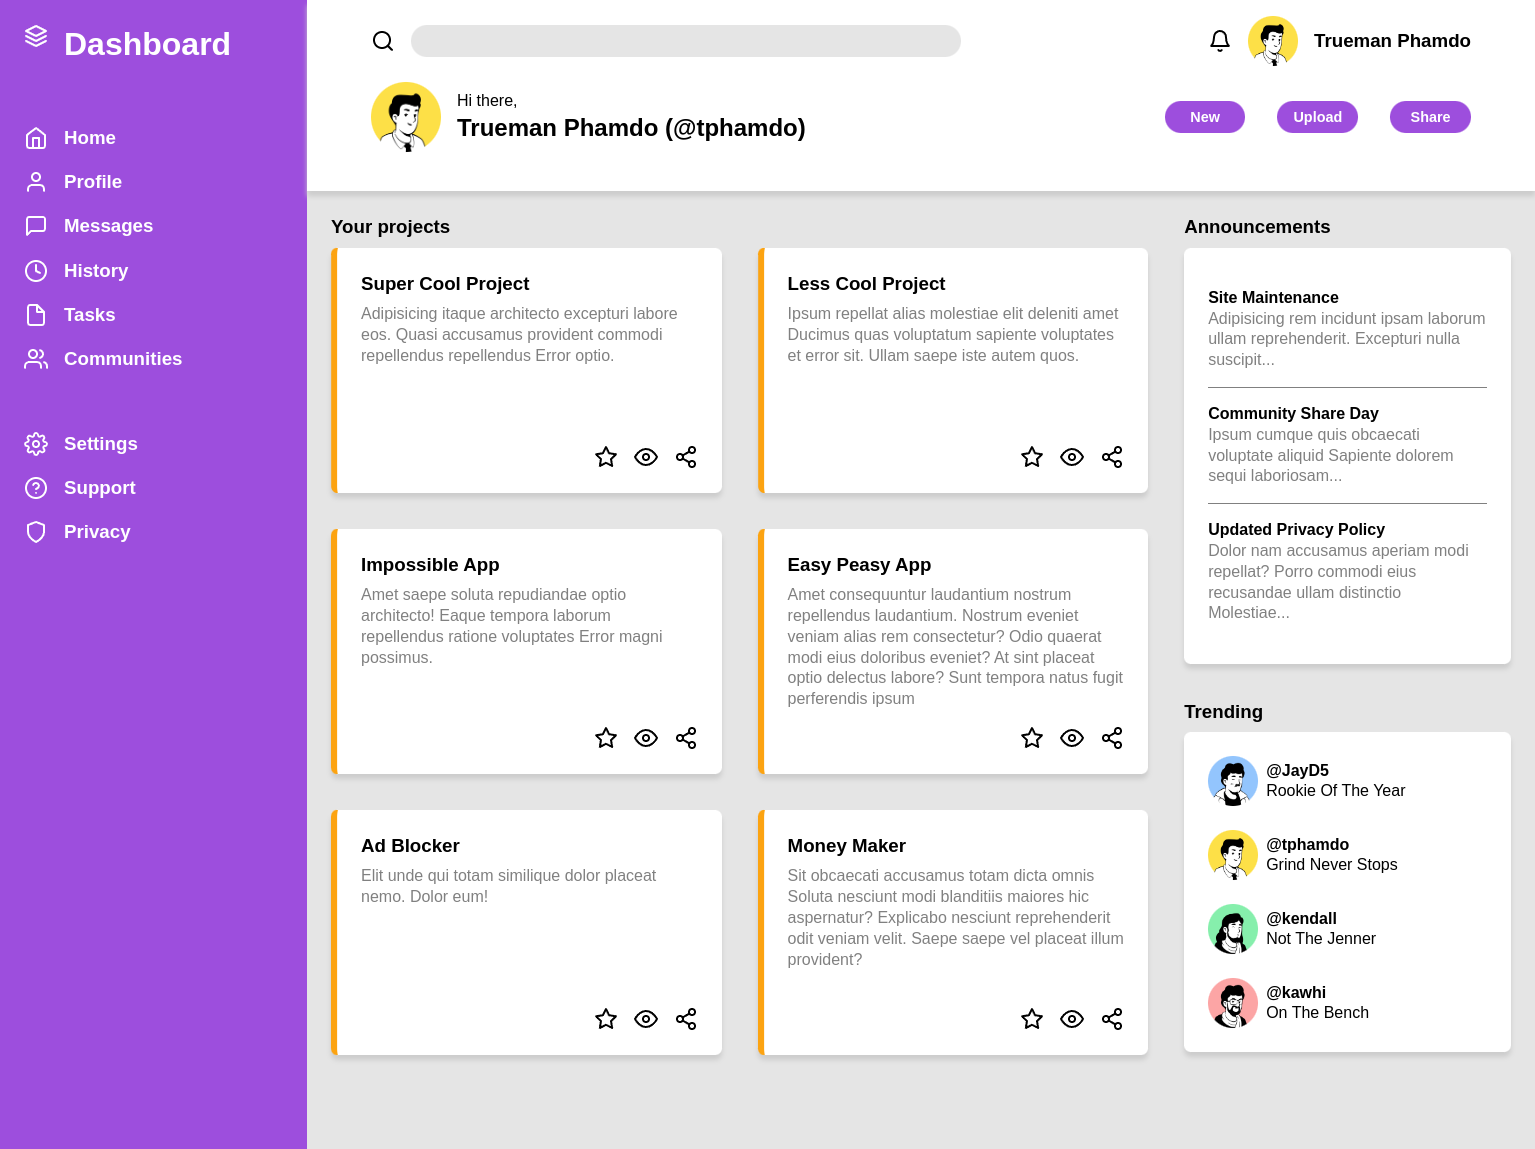 Dashboard
Home
Profile
Messages
History
Tasks
Communities
Settings
Support
Privacy
Trueman Phamdo
Hi there,
Trueman Phamdo (@tphamdo)
New
Upload
Share
Your projects
Super Cool Project
Adipisicing itaque architecto excepturi labore
eos. Quasi accusamus provident commodi
repellendus repellendus Error optio.
Less Cool Project
Ipsum repellat alias molestiae elit deleniti amet
Ducimus quas voluptatum sapiente voluptates
et error sit. Ullam saepe iste autem quos.
Impossible App
Amet saepe soluta repudiandae optio
architecto! Eaque tempora laborum
repellendus ratione voluptates Error magni
possimus.
Easy Peasy App
Amet consequuntur laudantium nostrum
repellendus laudantium. Nostrum eveniet
veniam alias rem consectetur? Odio quaerat
modi eius doloribus eveniet? At sint placeat
optio delectus labore? Sunt tempora natus fugit
perferendis ipsum
Ad Blocker
Elit unde qui totam similique dolor placeat
nemo. Dolor eum!
Money Maker
Sit obcaecati accusamus totam dicta omnis
Soluta nesciunt modi blanditiis maiores hic
aspernatur? Explicabo nesciunt reprehenderit
odit veniam velit. Saepe saepe vel placeat illum
provident?
Announcements
Site Maintenance
Adipisicing rem incidunt ipsam laborum
ullam reprehenderit. Excepturi nulla
suscipit...
Community Share Day
Ipsum cumque quis obcaecati
voluptate aliquid Sapiente dolorem
sequi laboriosam...
Updated Privacy Policy
Dolor nam accusamus aperiam modi
repellat? Porro commodi eius
recusandae ullam distinctio
Molestiae...
Trending
@JayD5
Rookie Of The Year
@tphamdo
Grind Never Stops
@kendall
Not The Jenner
@kawhi
On The Bench